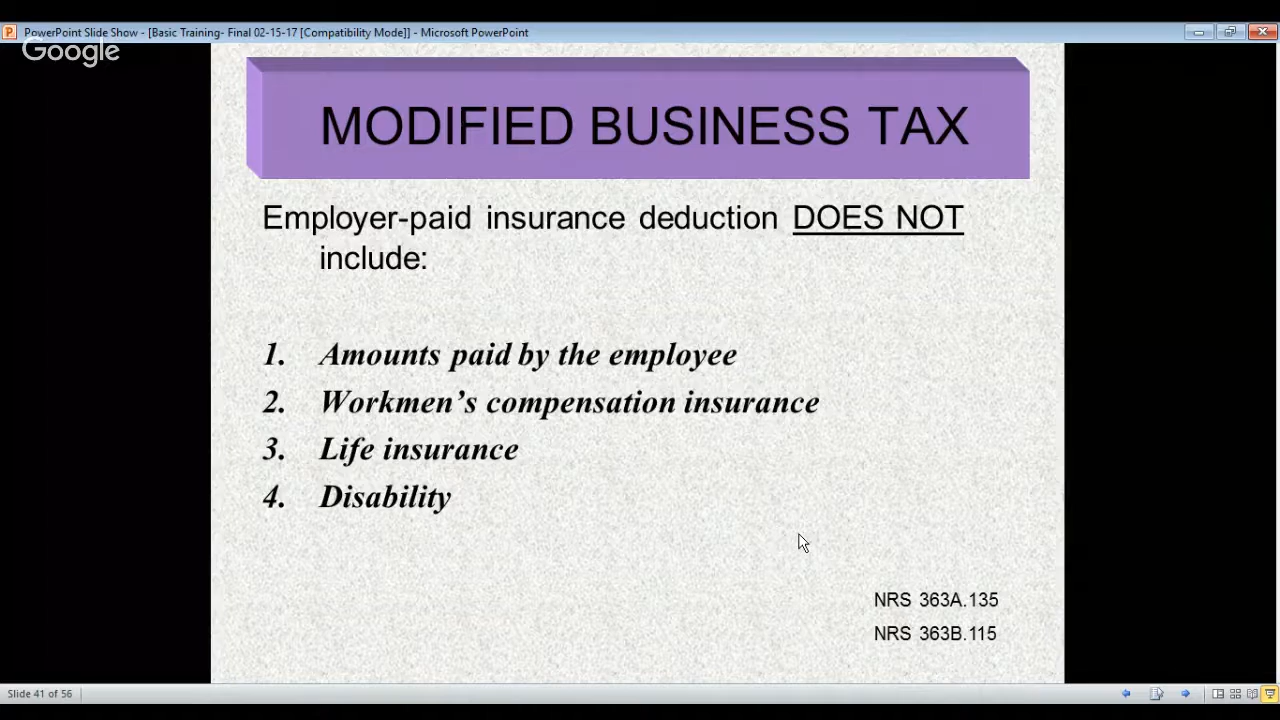 PowerPoint Slide Show - [Basic Training- Final 02-15-17 [Compatibility Mode]] - Microsoft PowerPoint
Google
MODIFIED BUSINESS TAX
Employer-paid insurance deduction DOES NOT
include:
1. Amounts paid by the employee
2. Workmen’s compensation insurance
3. Life insurance
4. Disability
NRS 363A.135
NRS 363B.115
Slide 41 of 56